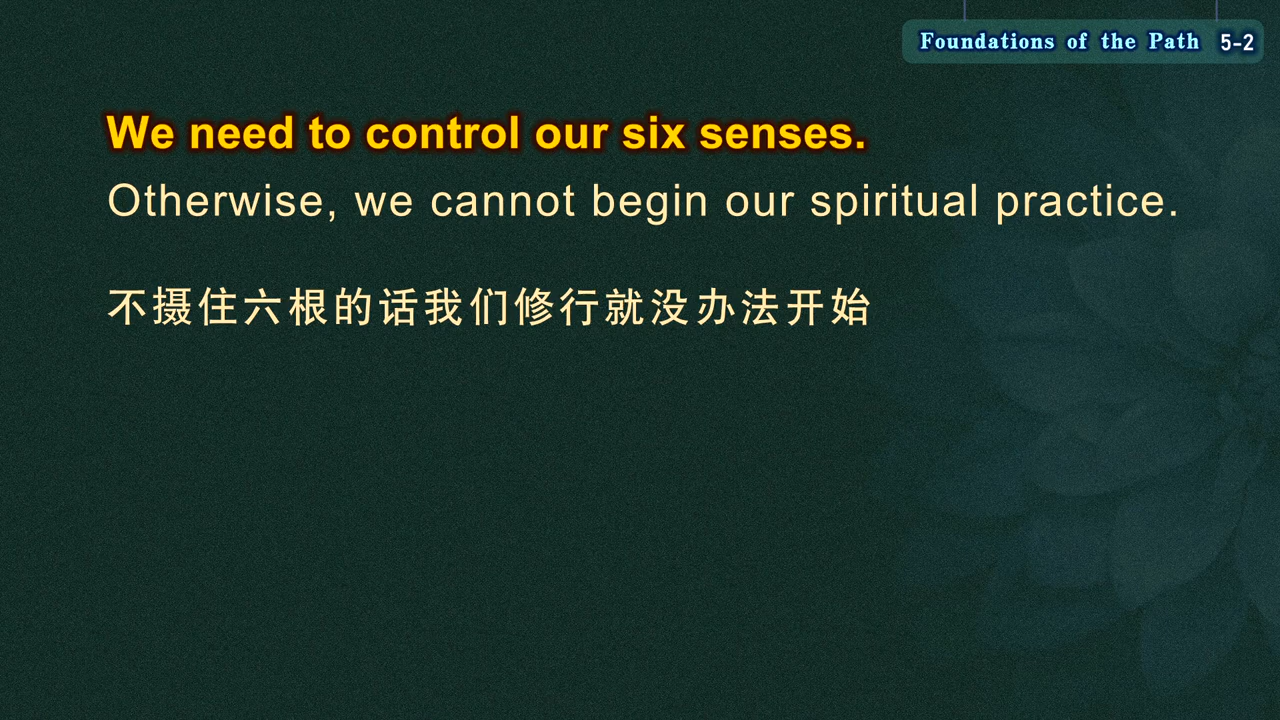 Foundations of the Path 5-2
We need to control our six senses.
Otherwise, we cannot begin our spiritual practice.
不摄住六根的话我们修行就没办法开始